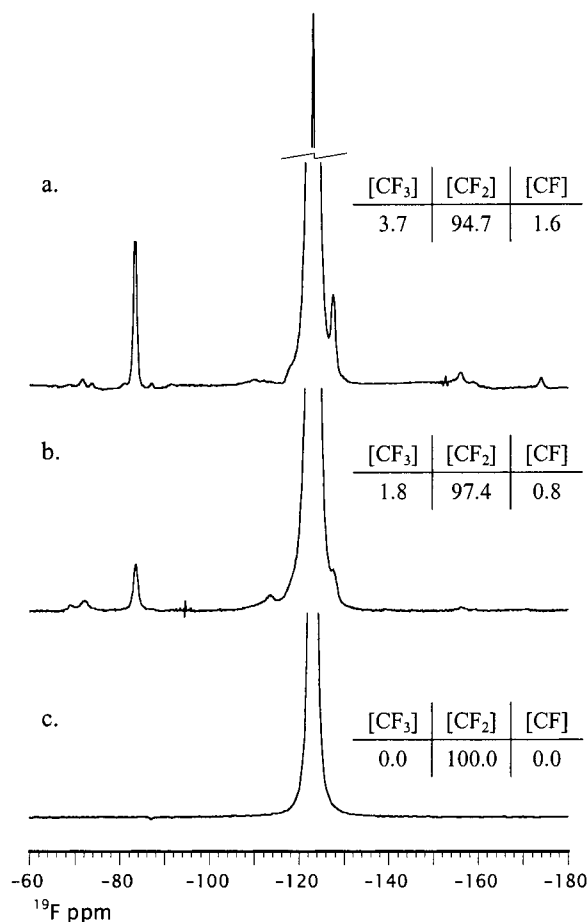 a.
[CF₃] [CF₂] [CF]
3.7 94.7 1.6
b.
[CF₃] [CF₂] [CF]
1.8 97.4 0.8
c.
[CF₃] [CF₂] [CF]
0.0 100.0 0.0
-60 -80 -100 -120 -140 -160 -180
¹⁹F ppm